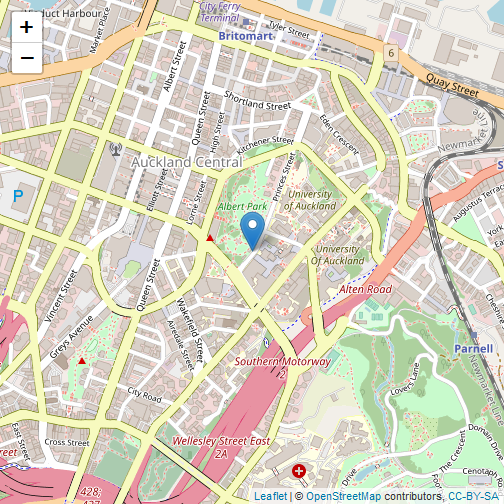 +
−
Viaduct Harbour
Market Place
City Ferry
Terminal
Britomart
Tyler Street
6
Quay Street
Albert Street
Queen Street
High Street
Shortland Street
Eden Crescent
Kitchener Street
Newmarket
Auckland Central
Princes Street
P
Elliott Street
Lorne Street
Albert Park
University
of Auckland
Augustus Terrace
York
University
Of Auckland
Vincent Street
Queen Street
Alten Road
Cheshire
Greys Avenue
Wakefield Street
Airedale Street
Parnell
Southern Motorway
City Road
Lovers Lane
Newmarket
East Street
Cross Street
Wellesley Street East
2A
The Crescent
Domain Drive
Drive
Cenotaph
428;
427;
Leaflet | © OpenStreetMap contributors, CC-BY-SA